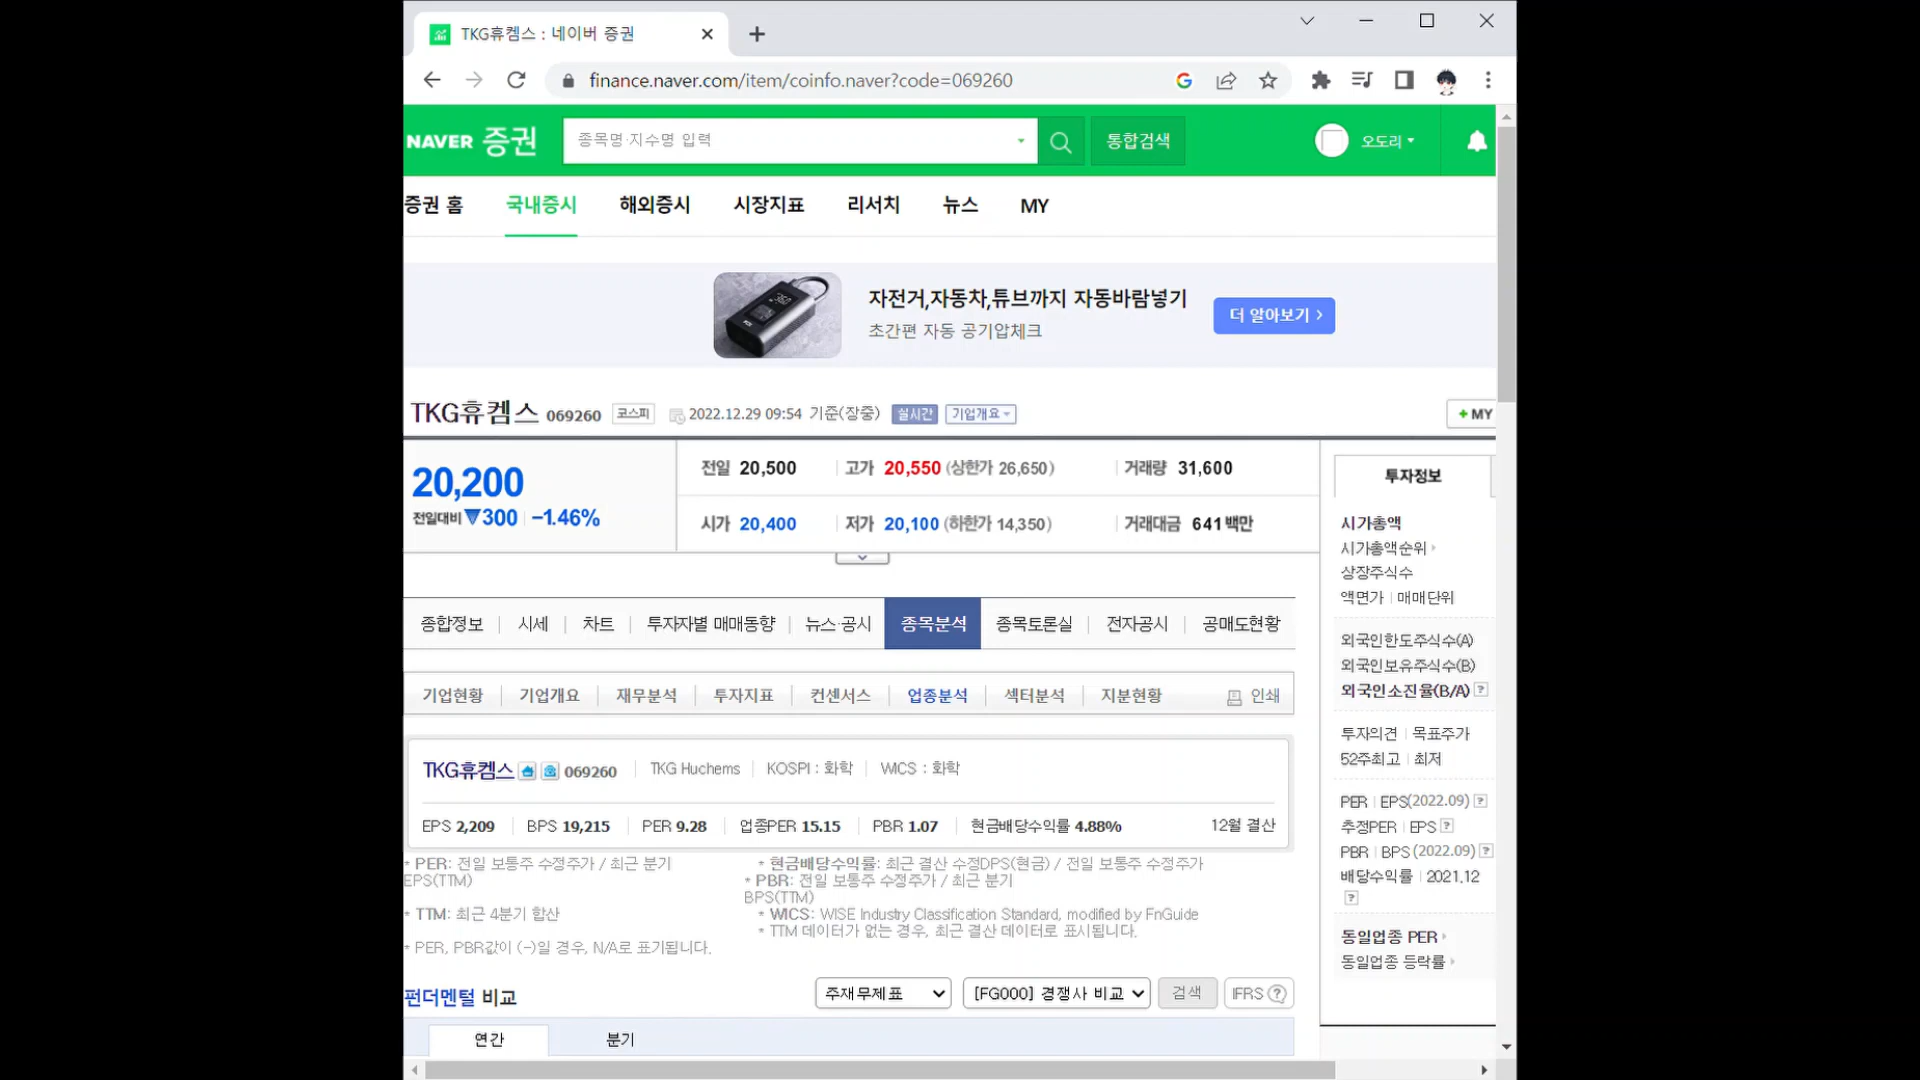 TKG휴켐스 : 네이버 증권
finance.naver.com/item/coinfo.naver?code=069260
NAVER 증권
종목명·지수명 입력
통합검색
오도리
증권 홈 국내증시 해외증시 시장지표 리서치 뉴스 MY
자전거,자동차,튜브까지 자동바람넣기
초간편 자동 공기압체크
더 알아보기 >
TKG휴켐스 069260 코스피 2022.12.29 09:54 기준(장중) 실시간 기업개요
+ MY
20,200
전일대비 ▼300 | -1.46%
전일 20,500 고가 20,550 (상한가 26,650) 거래량 31,600
시가 20,400 저가 20,100 (하한가 14,350) 거래대금 641 백만
종합정보 시세 차트 투자자별 매매동향 뉴스·공시 종목분석 종목토론실 전자공시 공매도현황
기업현황 기업개요 재무분석 투자지표 컨센서스 업종분석 섹터분석 지분현황 인쇄
TKG휴켐스 069260 TKG Huchems KOSPI : 화학 WICS : 화학
EPS 2,209 BPS 19,215 PER 9.28 업종PER 15.15 PBR 1.07 현금배당수익률 4.88% 12월 결산
* PER: 전일 보통주 수정주가 / 최근 분기
EPS(TTM)
* TTM: 최근 4분기 합산
* PER, PBR값이 (-)일 경우, N/A로 표기됩니다.
* 현금배당수익률: 최근 결산 수정DPS(현금) / 전일 보통주 수정주가
* PBR: 전일 보통주 수정주가 / 최근 분기
BPS(TTM)
* WICS: WISE Industry Classification Standard, modified by FnGuide
* TTM 데이터가 없는 경우, 최근 결산 데이터로 표시됩니다.
펀더멘털 비교
주재무제표 [FG000] 경쟁사 비교 검색 IFRS ?
연간 분기
투자정보
시가총액
시가총액순위
상장주식수
액면가 | 매매단위
외국인한도주식수(A)
외국인보유주식수(B)
외국인소진율(B/A) ?
투자의견 | 목표주가
52주최고 | 최저
PER | EPS(2022.09) ?
추정PER | EPS ?
PBR | BPS (2022.09) ?
배당수익률 | 2021.12
?
동일업종 PER
동일업종 등락률